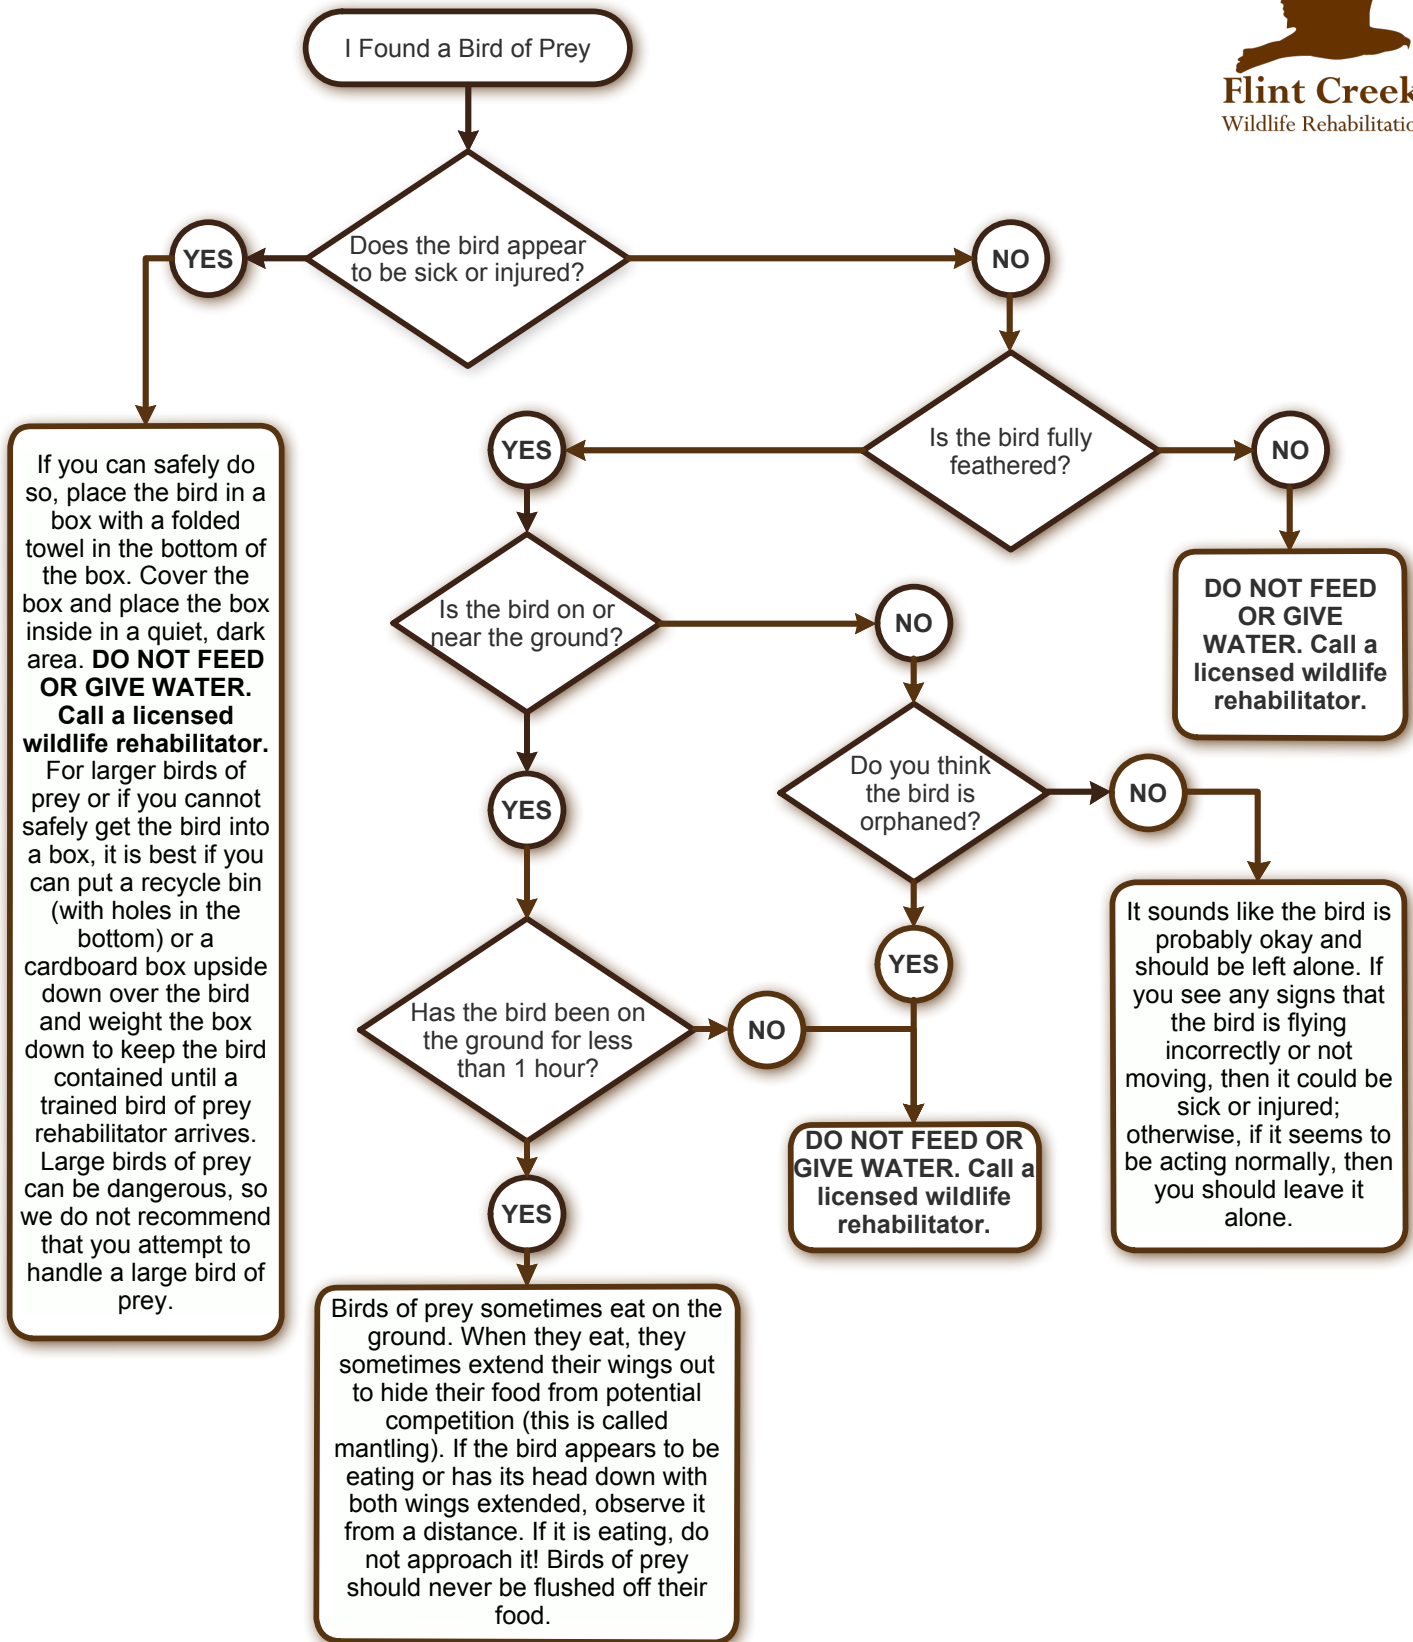 I Found a Bird of Prey
Flint Creek
Wildlife Rehabilitatio
Does the bird appear
to be sick or injured?
YES
NO
Is the bird fully
feathered?
YES
NO
If you can safely do
so, place the bird in a
box with a folded
towel in the bottom of
the box. Cover the
box and place the box
inside in a quiet, dark
area. DO NOT FEED
OR GIVE WATER.
Call a licensed
wildlife rehabilitator.
For larger birds of
prey or if you cannot
safely get the bird into
a box, it is best if you
can put a recycle bin
(with holes in the
bottom) or a
cardboard box upside
down over the bird
and weight the box
down to keep the bird
contained until a
trained bird of prey
rehabilitator arrives.
Large birds of prey
can be dangerous, so
we do not recommend
that you attempt to
handle a large bird of
prey.
DO NOT FEED
OR GIVE
WATER. Call a
licensed wildlife
rehabilitator.
Is the bird on or
near the ground?
NO
YES
Do you think
the bird is
orphaned?
NO
YES
It sounds like the bird is
probably okay and
should be left alone. If
you see any signs that
the bird is flying
incorrectly or not
moving, then it could be
sick or injured;
otherwise, if it seems to
be acting normally, then
you should leave it
alone.
Has the bird been on
the ground for less
than 1 hour?
NO
YES
DO NOT FEED OR
GIVE WATER. Call a
licensed wildlife
rehabilitator.
Birds of prey sometimes eat on the
ground. When they eat, they
sometimes extend their wings out
to hide their food from potential
competition (this is called
mantling). If the bird appears to be
eating or has its head down with
both wings extended, observe it
from a distance. If it is eating, do
not approach it! Birds of prey
should never be flushed off their
food.